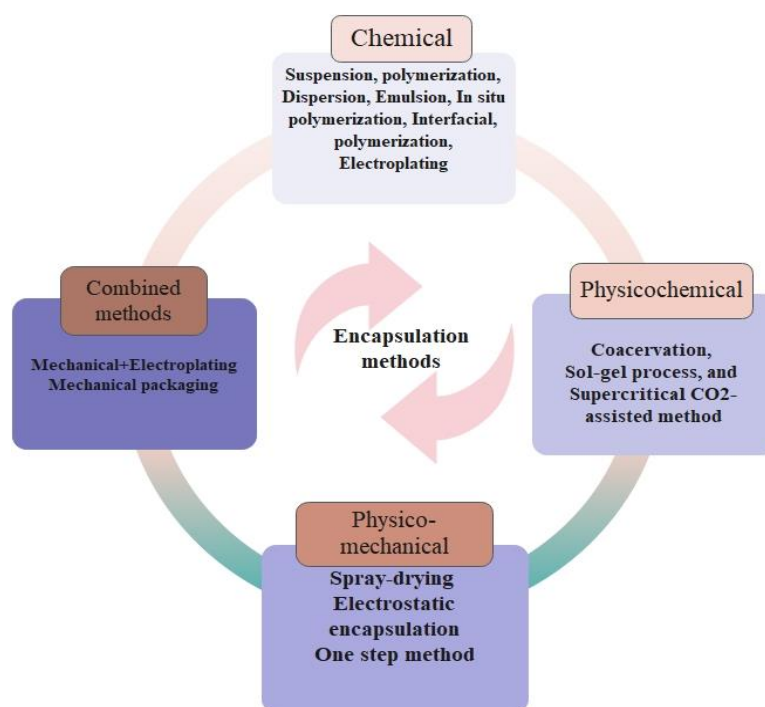 Chemical
Suspension, polymerization,
Dispersion, Emulsion, In situ
polymerization, Interfacial,
polymerization,
Electroplating
Combined
methods
Mechanical+Electroplating
Mechanical packaging
Encapsulation
methods
Physicochemical
Coacervation,
Sol-gel process, and
Supercritical CO2-
assisted method
Physico-
mechanical
Spray-drying
Electrostatic
encapsulation
One step method